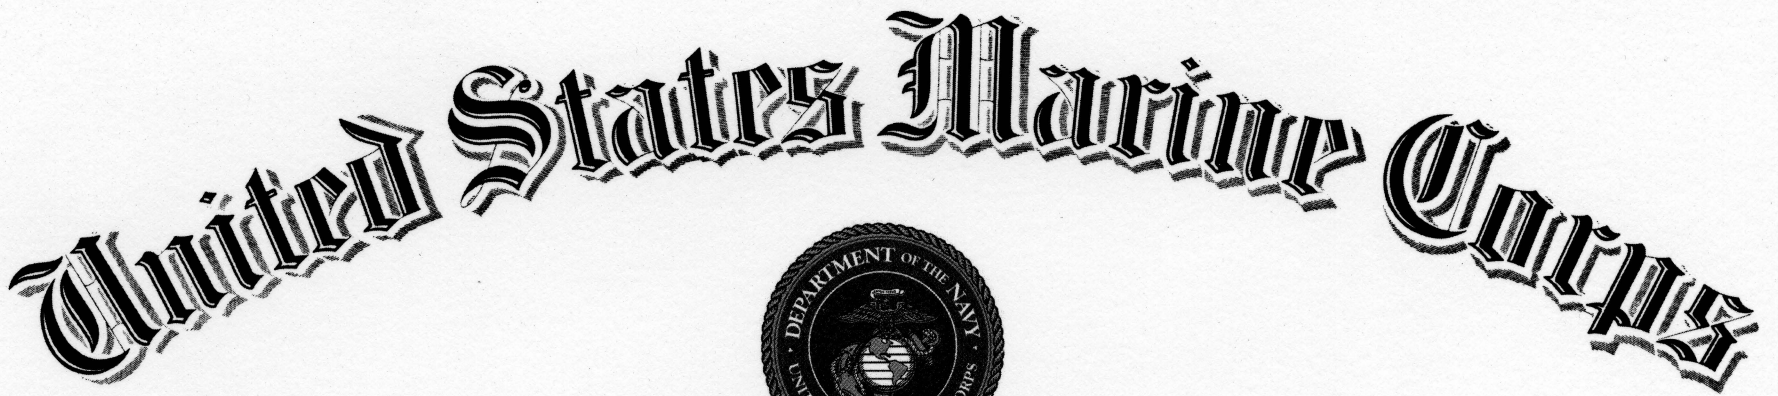 United States Marine Corps
DEPARTMENT OF THE NAVY